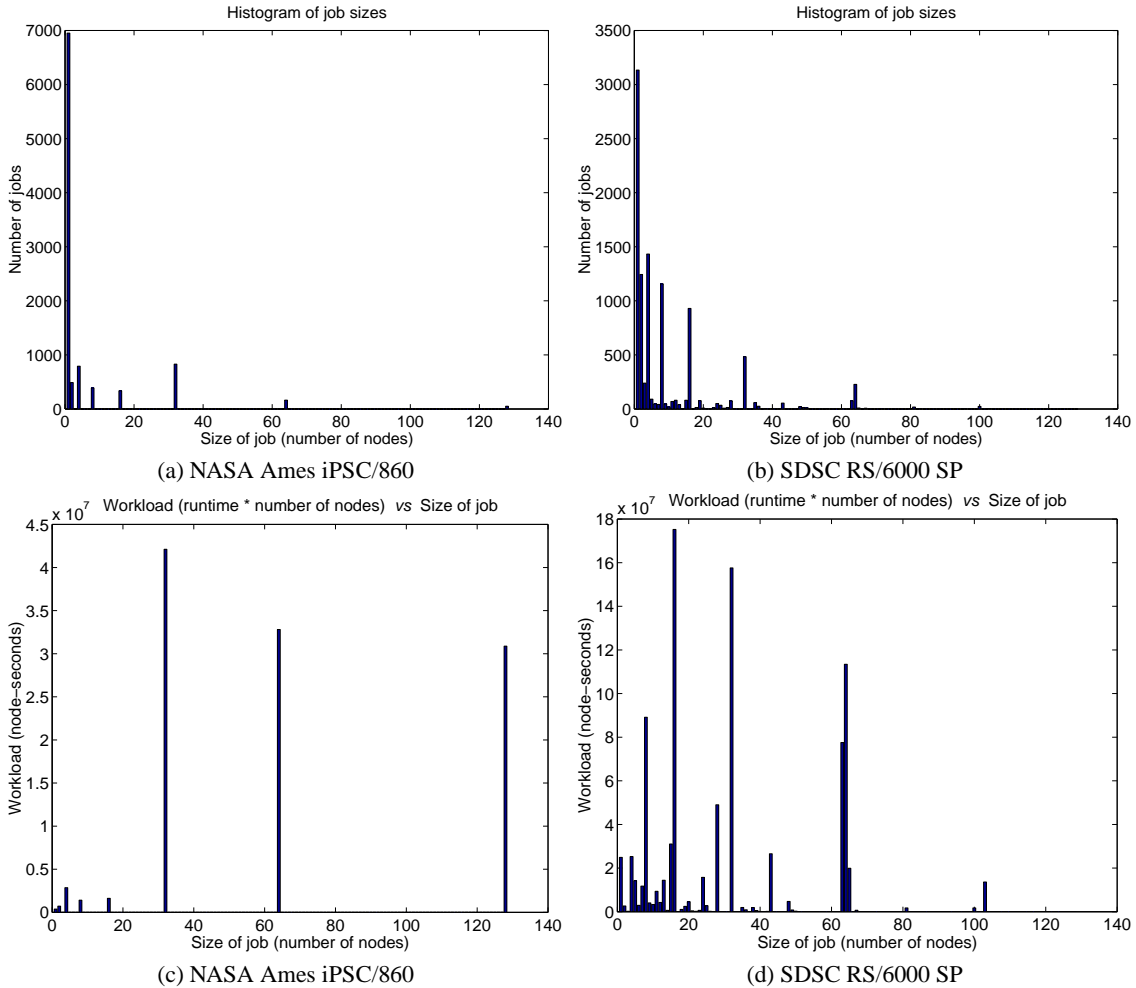 Histogram of job sizes
7000
6000
5000
4000
3000
2000
1000
0
Number of jobs
0 20 40 60 80 100 120 140
Size of job (number of nodes)
(a) NASA Ames iPSC/860
Histogram of job sizes
3500
3000
2500
2000
1500
1000
500
0
Number of jobs
0 20 40 60 80 100 120 140
Size of job (number of nodes)
(b) SDSC RS/6000 SP
Workload (runtime * number of nodes) vs Size of job
x 10⁷
4.5
4
3.5
3
2.5
2
1.5
1
0.5
0
Workload (node−seconds)
0 20 40 60 80 100 120 140
Size of job (number of nodes)
(c) NASA Ames iPSC/860
Workload (runtime * number of nodes) vs Size of job
x 10⁷
18
16
14
12
10
8
6
4
2
0
Workload (node−seconds)
0 20 40 60 80 100 120 140
Size of job (number of nodes)
(d) SDSC RS/6000 SP